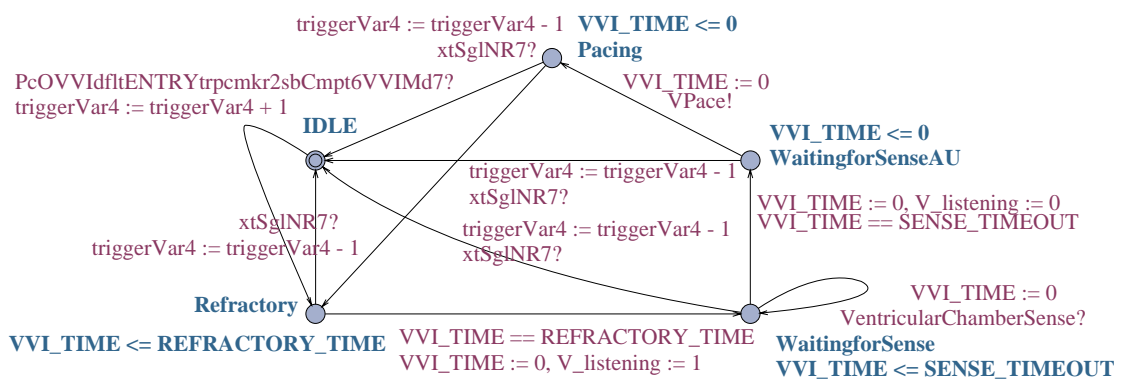 triggerVar4 := triggerVar4 - 1
xtSglNR7?
VVI_TIME <= 0
Pacing
PcOVVIdfltENTRYtrpcmkr2sbCmpt6VVIMd7?
triggerVar4 := triggerVar4 + 1
VVI_TIME := 0
VPace!
IDLE
VVI_TIME <= 0
WaitingforSenseAU
triggerVar4 := triggerVar4 - 1
xtSglNR7?
VVI_TIME := 0, V_listening := 0
VVI_TIME == SENSE_TIMEOUT
xtSglNR7?
triggerVar4 := triggerVar4 - 1
triggerVar4 := triggerVar4 - 1
xtSglNR7?
Refractory
VVI_TIME <= REFRACTORY_TIME
VVI_TIME == REFRACTORY_TIME
VVI_TIME := 0, V_listening := 1
VVI_TIME := 0
VentricularChamberSense?
WaitingforSense
VVI_TIME <= SENSE_TIMEOUT